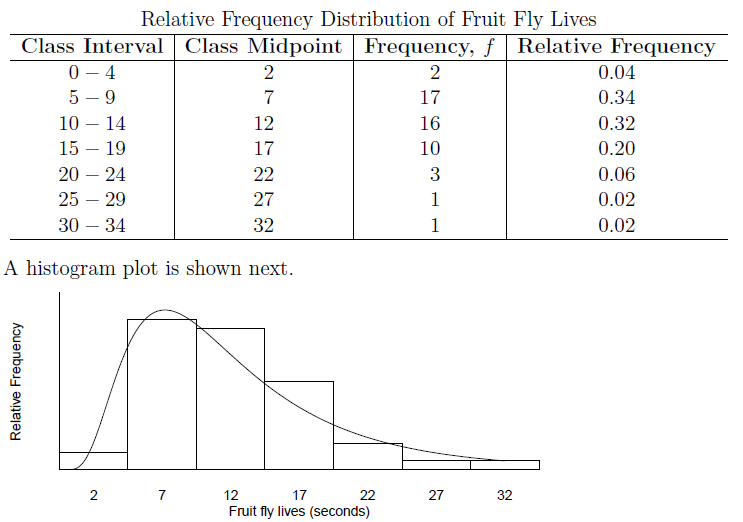 Relative Frequency Distribution of Fruit Fly Lives
Class Interval Class Midpoint Frequency, f Relative Frequency
0 – 4 2 2 0.04
5 – 9 7 17 0.34
10 – 14 12 16 0.32
15 – 19 17 10 0.20
20 – 24 22 3 0.06
25 – 29 27 1 0.02
30 – 34 32 1 0.02
A histogram plot is shown next.
Relative Frequency
2 7 12 17 22 27 32
Fruit fly lives (seconds)